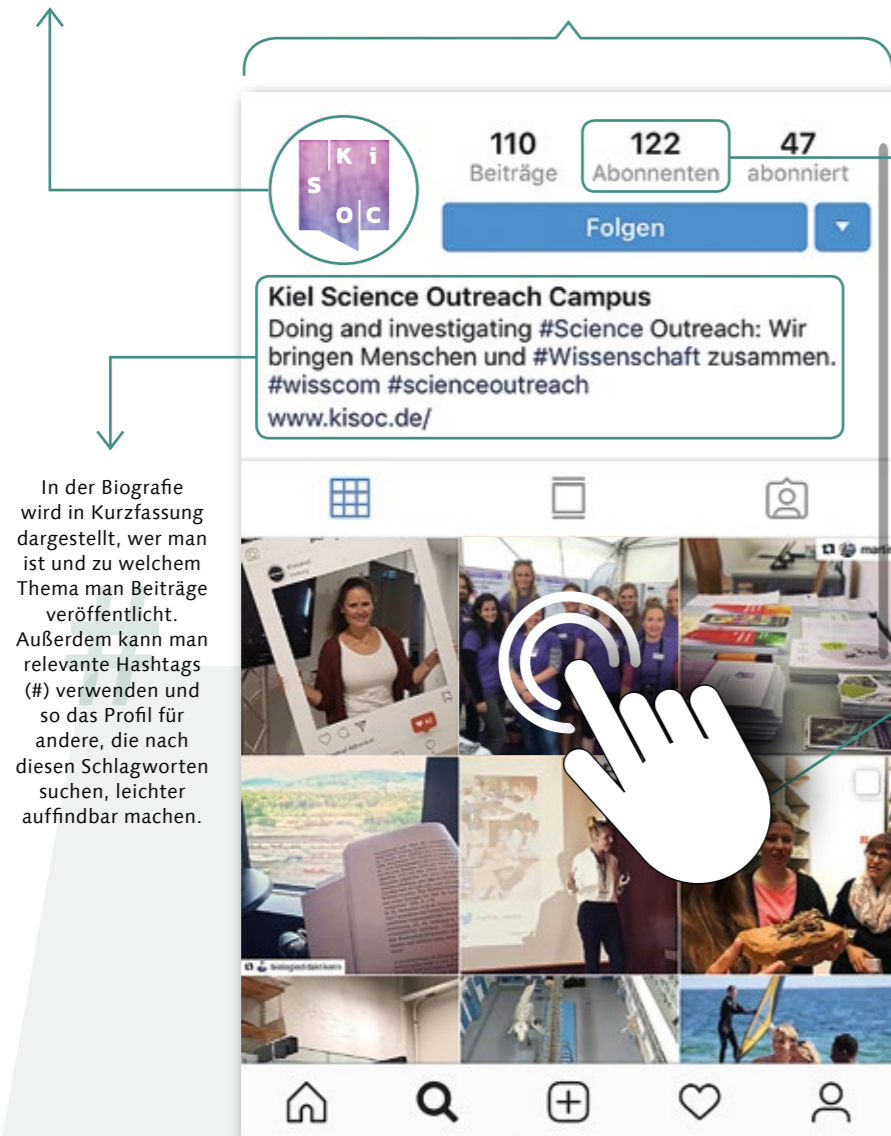 K i
S
O C
110 122 47
Beiträge Abonnenten abonniert
Folgen
Kiel Science Outreach Campus
Doing and investigating #Science Outreach: Wir
bringen Menschen und #Wissenschaft zusammen.
#wisscom #scienceoutreach
www.kisoc.de/
In der Biografie
wird in Kurzfassung
dargestellt, wer man
ist und zu welchem
Thema man Beiträge
veröffentlicht.
Außerdem kann man
relevante Hashtags
(#) verwenden und
so das Profil für
andere, die nach
diesen Schlagworten
suchen, leichter
auffindbar machen.
#